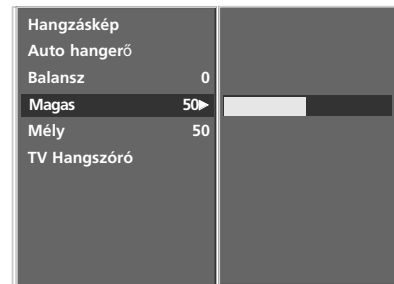 Hangzáskép
Auto hangerő
Balansz 0
Magas 50►
Mély 50
TV Hangszóró